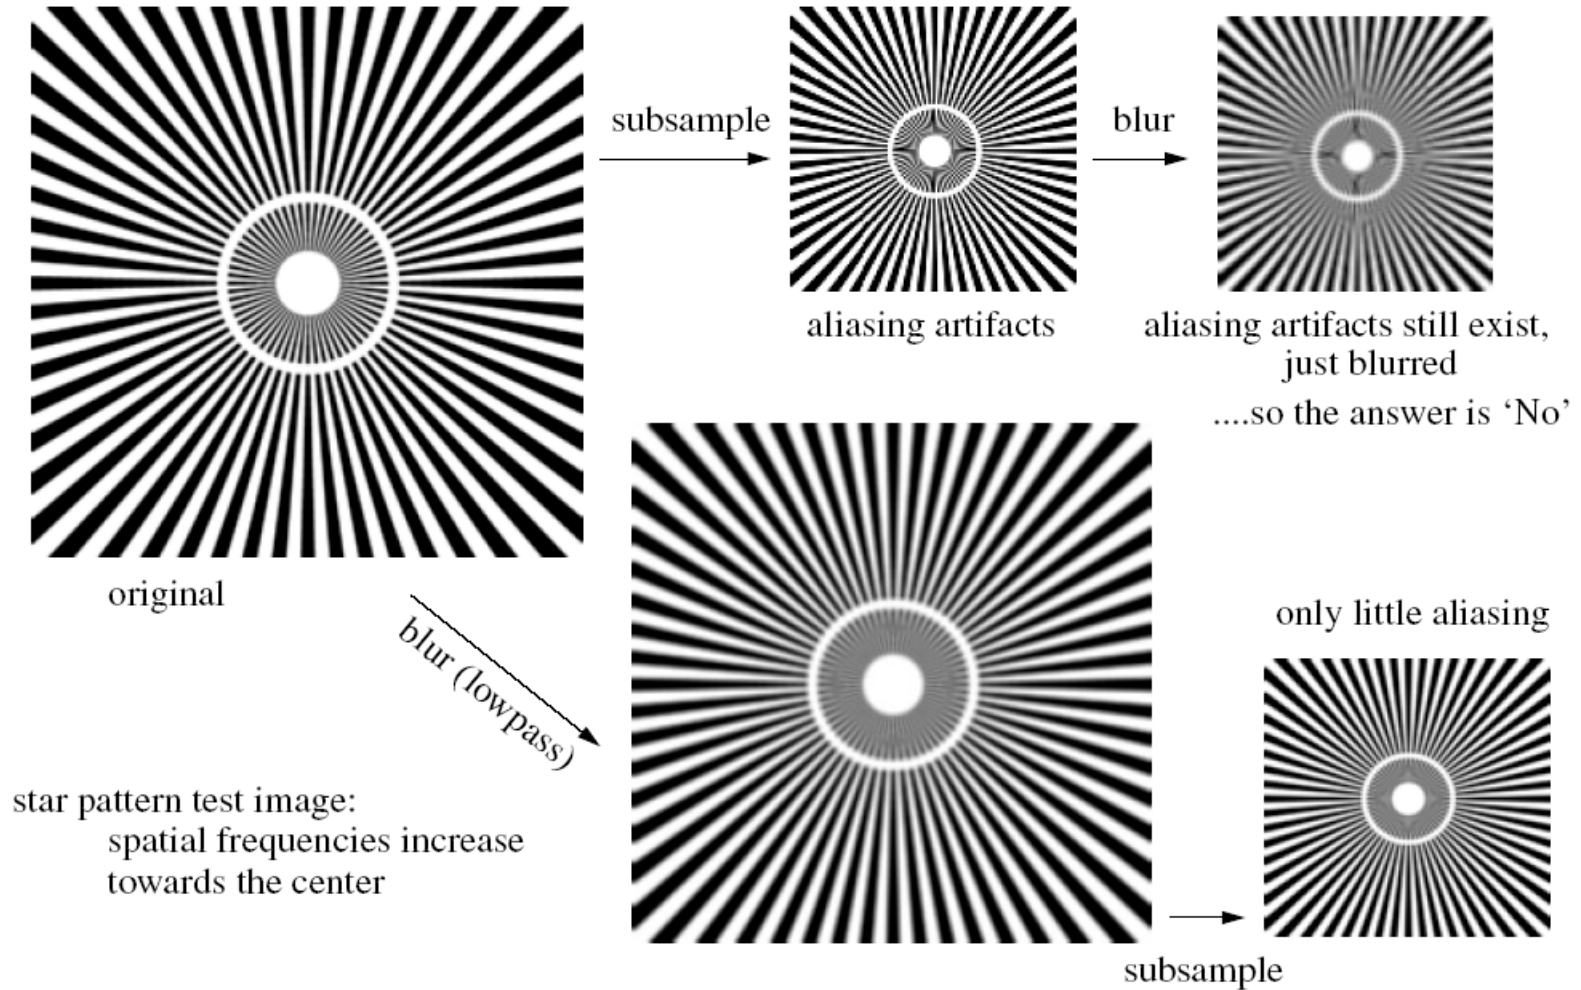 subsample
blur
aliasing artifacts
aliasing artifacts still exist,
just blurred
....so the answer is ‘No’
original
blur (lowpass)
only little aliasing
star pattern test image:
spatial frequencies increase
towards the center
subsample